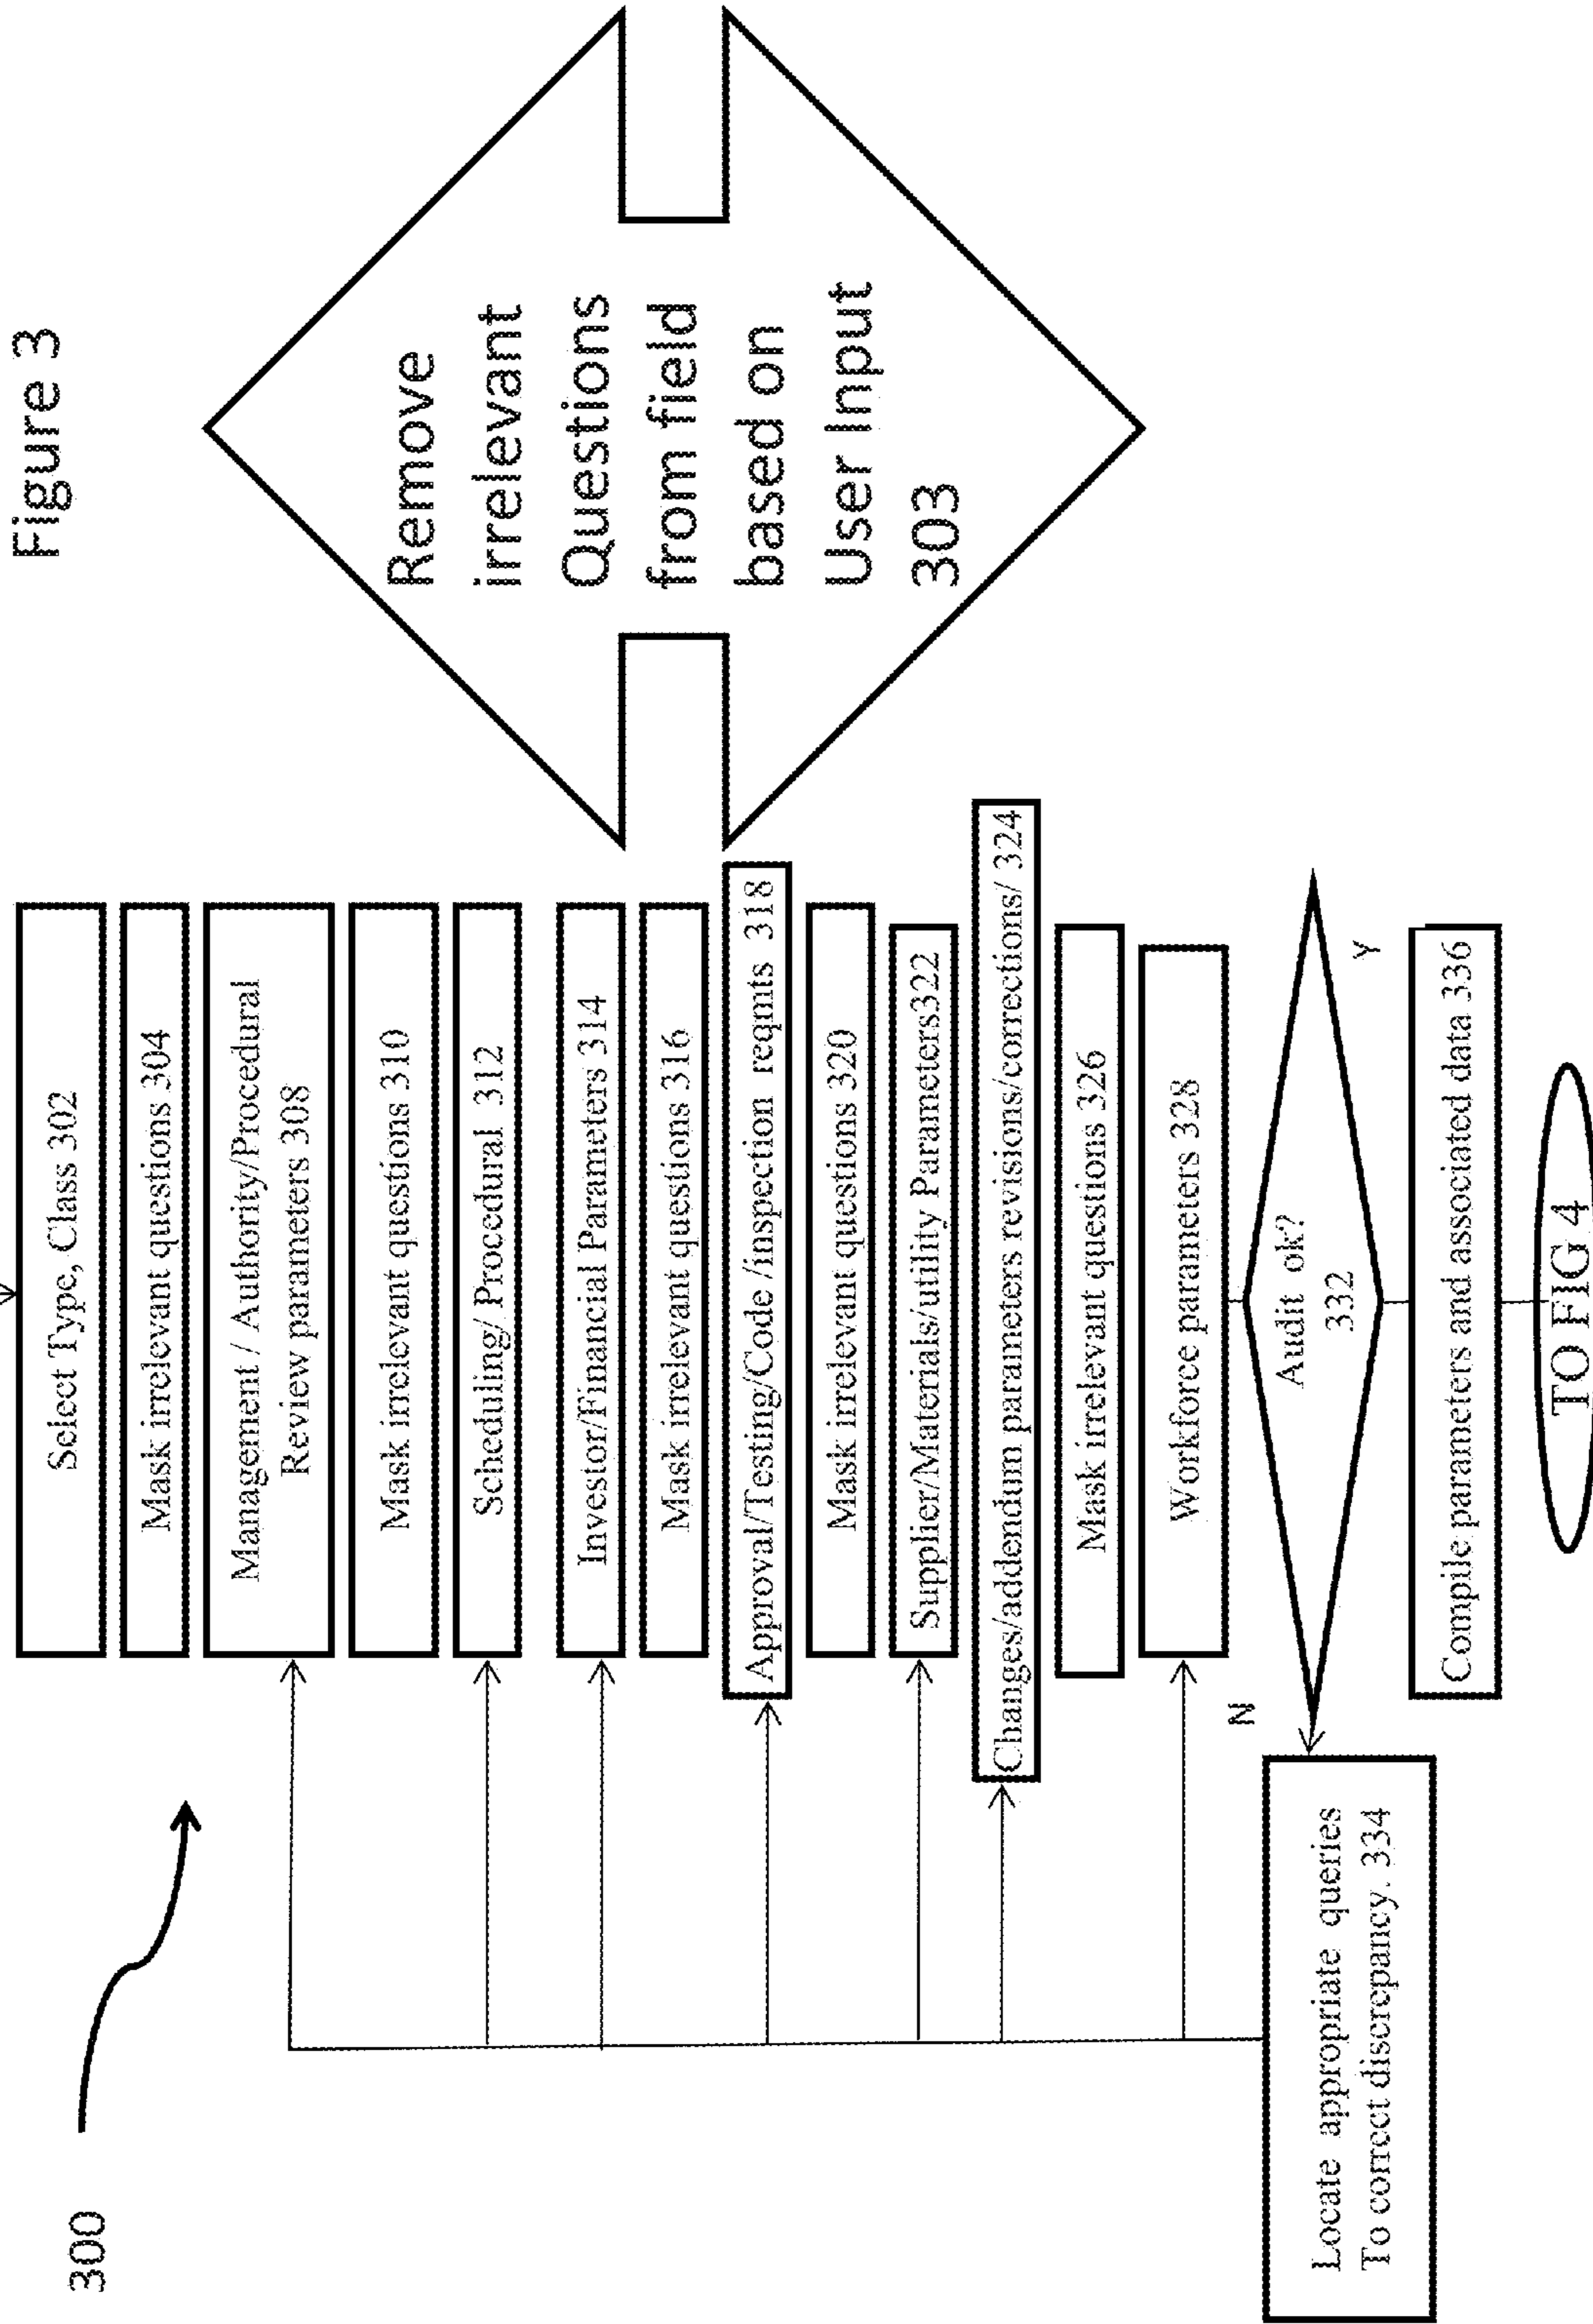 Figure 3
300
Select Type, Class 302
Mask irrelevant questions 304
Management / Authority/Procedural
Review parameters 308
Mask irrelevant questions 310
Scheduling/ Procedural 312
Investor/Financial Parameters 314
Mask irrelevant questions 316
Approval/Testing/Code /inspection reqmts 318
Mask irrelevant questions 320
Supplier/Materials/utility Parameters322
Changes/addendum parameters revisions/corrections/ 324
Mask irrelevant questions 326
Workforce parameters 328
Audit ok?
332
N
Y
Locate appropriate queries
To correct discrepancy. 334
Compile parameters and associated data 336
TO FIG 4
Remove
irrelevant
Questions
from field
based on
User Input
303